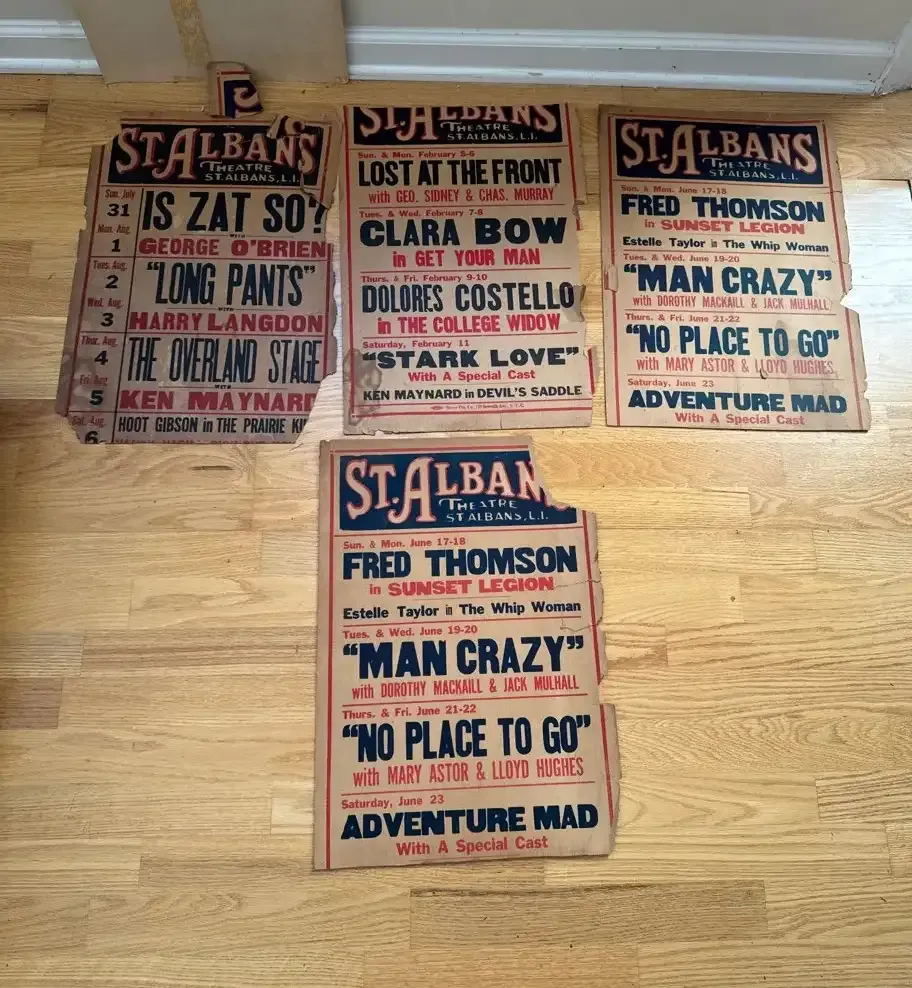 ST. ALBANS
THEATRE
ST. ALBANS, L.I.
Sun. July
31
IS ZAT SO?
WITH
GEORGE O'BRIEN
Mon. Aug.
1
Tues. Aug.
2
"LONG PANTS"
WITH
HARRY LANGDON
Wed. Aug.
3
Thur. Aug.
4
THE OVERLAND STAGE
WITH
KEN MAYNARD
Fri. Aug.
5
Sat. Aug.
6
HOOT GIBSON in THE PRAIRIE
ST. ALBANS
THEATRE
ST. ALBANS, L.I.
Sun. & Mon. February 5-6
LOST AT THE FRONT
with GEO. SIDNEY & CHAS. MURRAY
Tues. & Wed. February 7-8
CLARA BOW
in GET YOUR MAN
Thurs. & Fri. February 9-10
DOLORES COSTELLO
in THE COLLEGE WIDOW
Saturday, February 11
"STARK LOVE"
With A Special Cast
KEN MAYNARD in DEVIL'S SADDLE
ST. ALBANS
THEATRE
ST. ALBANS, L.I.
Sun. & Mon. June 17-18
FRED THOMSON
in SUNSET LEGION
Estelle Taylor in The Whip Woman
Tues. & Wed. June 19-20
"MAN CRAZY"
with DOROTHY MACKAILL & JACK MULHALL
Thurs. & Fri. June 21-22
"NO PLACE TO GO"
with MARY ASTOR & LLOYD HUGHES
Saturday, June 23
ADVENTURE MAD
With A Special Cast
ST. ALBAN
THEATRE
ST. ALBANS, L.I.
Sun. & Mon. June 17-18
FRED THOMSON
in SUNSET LEGION
Estelle Taylor in The Whip Woman
Tues. & Wed. June 19-20
"MAN CRAZY"
with DOROTHY MACKAILL & JACK MULHALL
Thurs. & Fri. June 21-22
"NO PLACE TO GO"
with MARY ASTOR & LLOYD HUGHES
Saturday, June 23
ADVENTURE MAD
With A Special Cast